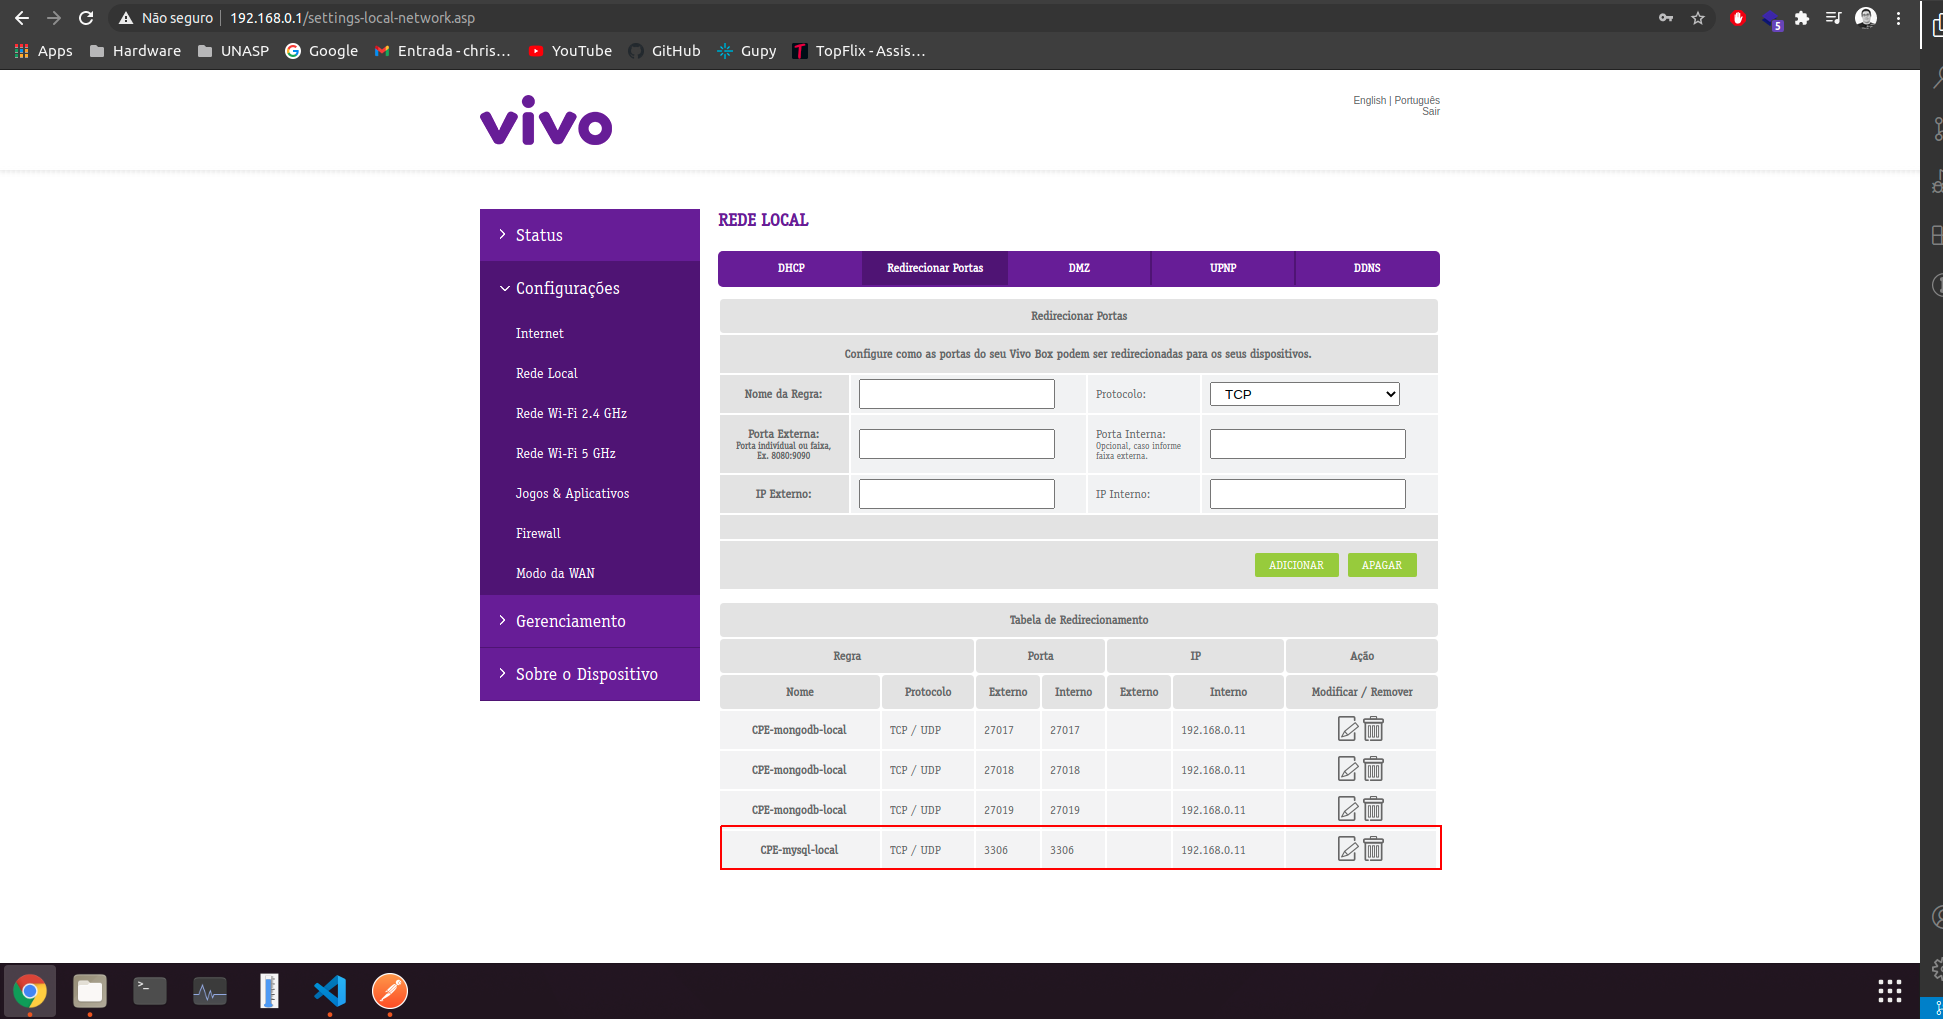 Não seguro
192.168.0.1/settings-local-network.asp
5
Apps
Hardware
UNASP
Google
Entrada - chris...
YouTube
GitHub
Gupy
TopFlix - Assis...
vivo
English | Português
Sair
Status
Configurações
Internet
Rede Local
Rede Wi-Fi 2.4 GHz
Rede Wi-Fi 5 GHz
Jogos & Aplicativos
Firewall
Modo da WAN
Gerenciamento
Sobre o Dispositivo
REDE LOCAL
DHCP Redirecionar Portas DMZ UPNP DDNS
Redirecionar Portas
Configure como as portas do seu Vivo Box podem ser redirecionadas para os seus dispositivos.
Nome da Regra: Protocolo: TCP
Porta Externa: Porta Interna:
Porta individual ou faixa, Opcional, caso informe
Ex. 8080:9090 faixa externa.
IP Externo: IP Interno:
ADICIONAR APAGAR
Tabela de Redirecionamento
Regra Porta IP Ação
Nome Protocolo Externo Interno Externo Interno Modificar / Remover
CPE-mongodb-local TCP / UDP 27017 27017 192.168.0.11
CPE-mongodb-local TCP / UDP 27018 27018 192.168.0.11
CPE-mongodb-local TCP / UDP 27019 27019 192.168.0.11
CPE-mysql-local TCP / UDP 3306 3306 192.168.0.11